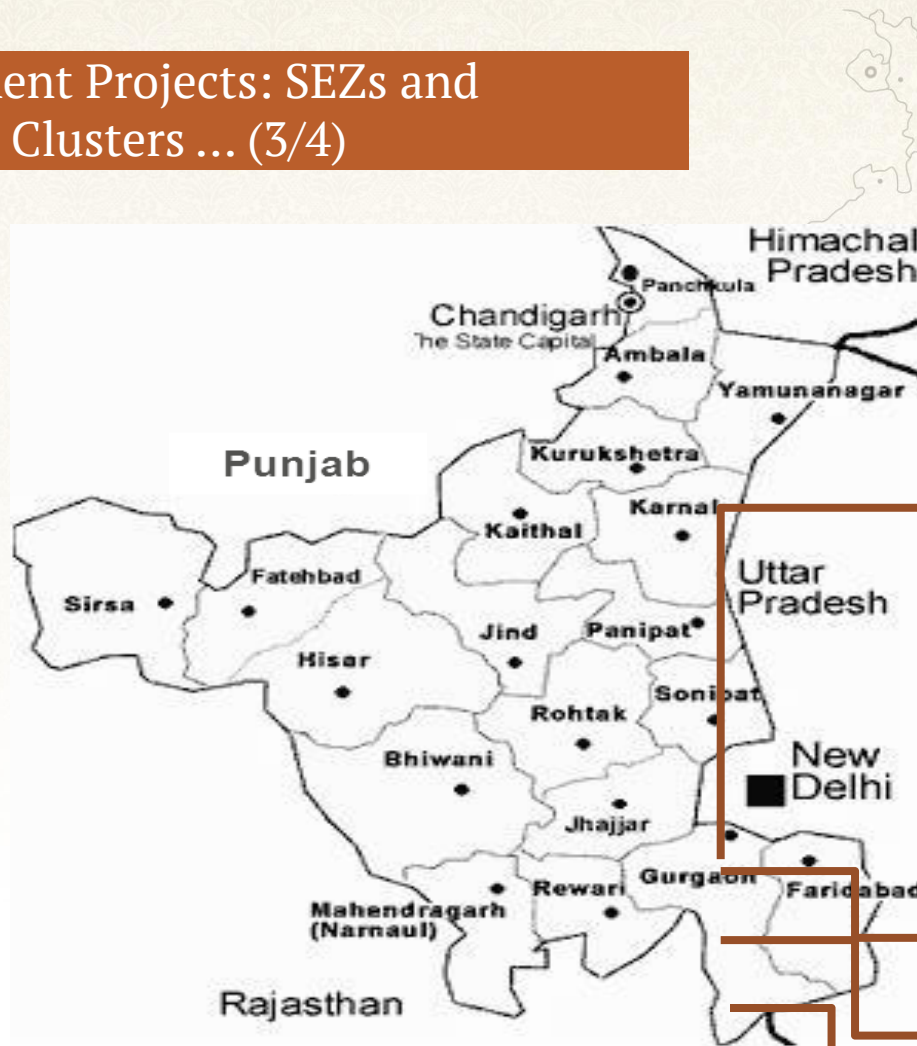 ent Projects: SEZs and
Clusters ... (3/4)
Himachal
Pradesh
Panchkula
Chandigarh
he State Capital
Ambala
Yamunanagar
Punjab
Kurukshetra
Karnal
Kaithal
Uttar
Pradesh
Fatehbad
Sirsa
Jind
Panipat
Hisar
Sonipat
Rohtak
New
Delhi
Bhiwani
Jhajjar
Gurgaon
Rewari
Faridabad
Mahendragarh
(Narnaul)
Rajasthan